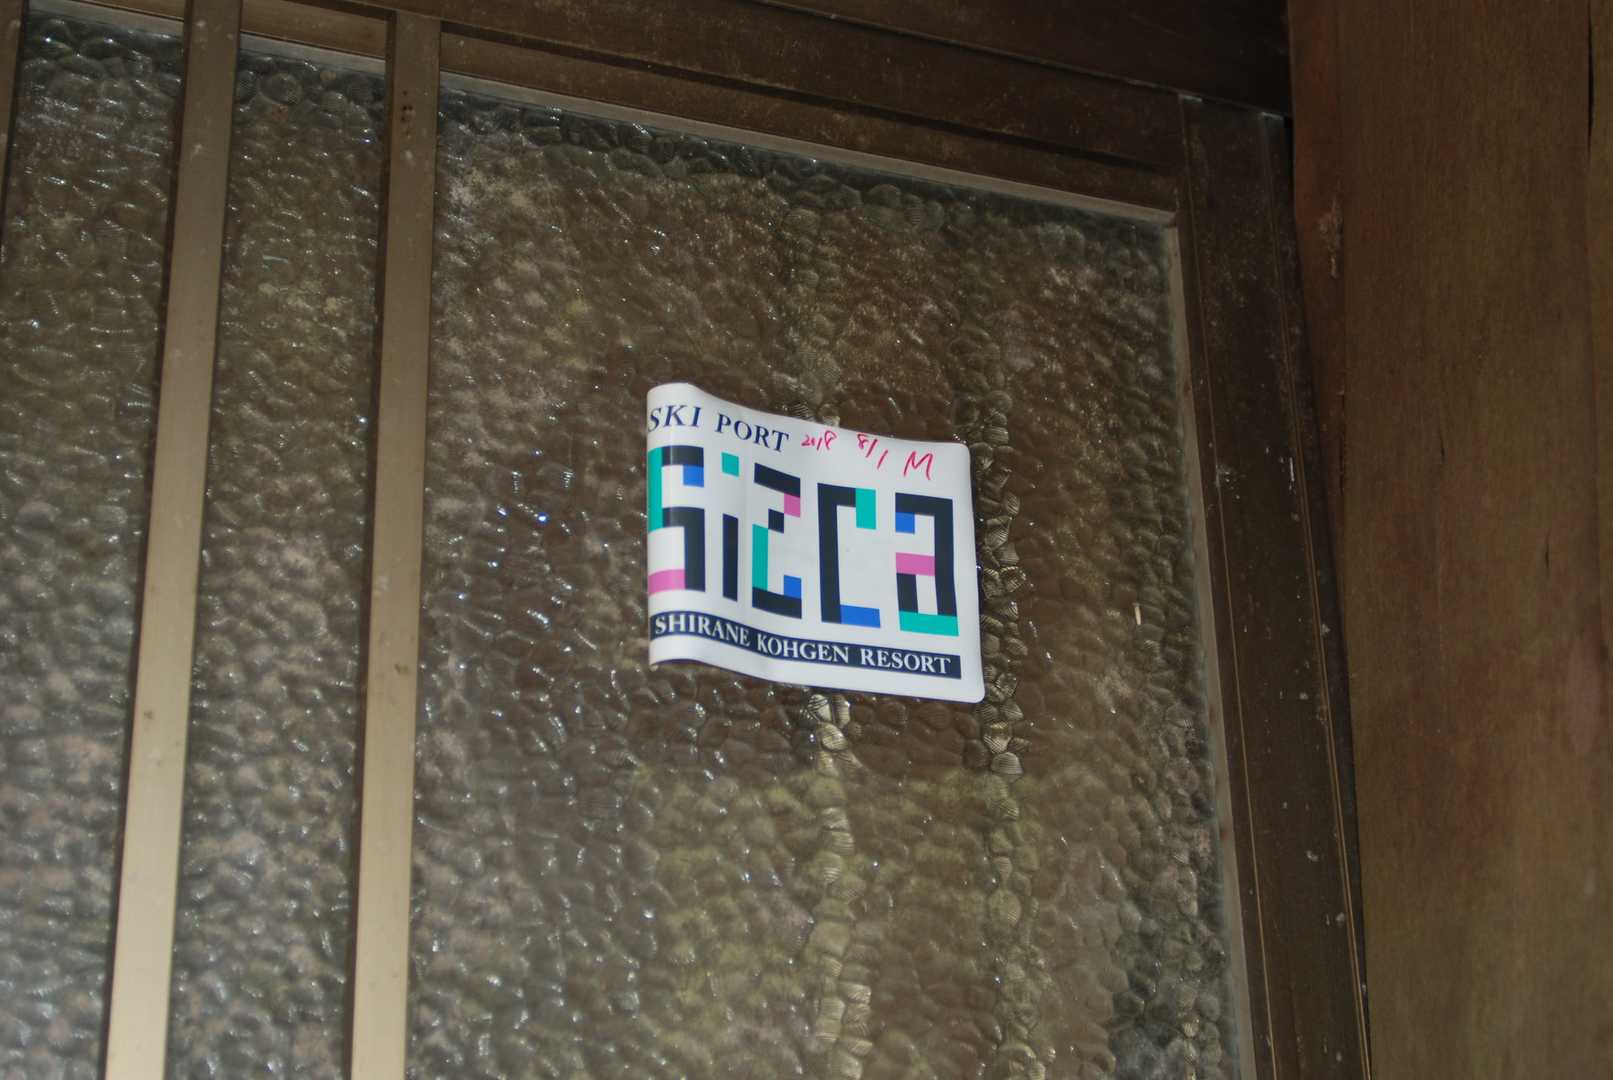 SKI PORT 2018 8/1 M
sizca
SHIRANE KOHGEN RESORT